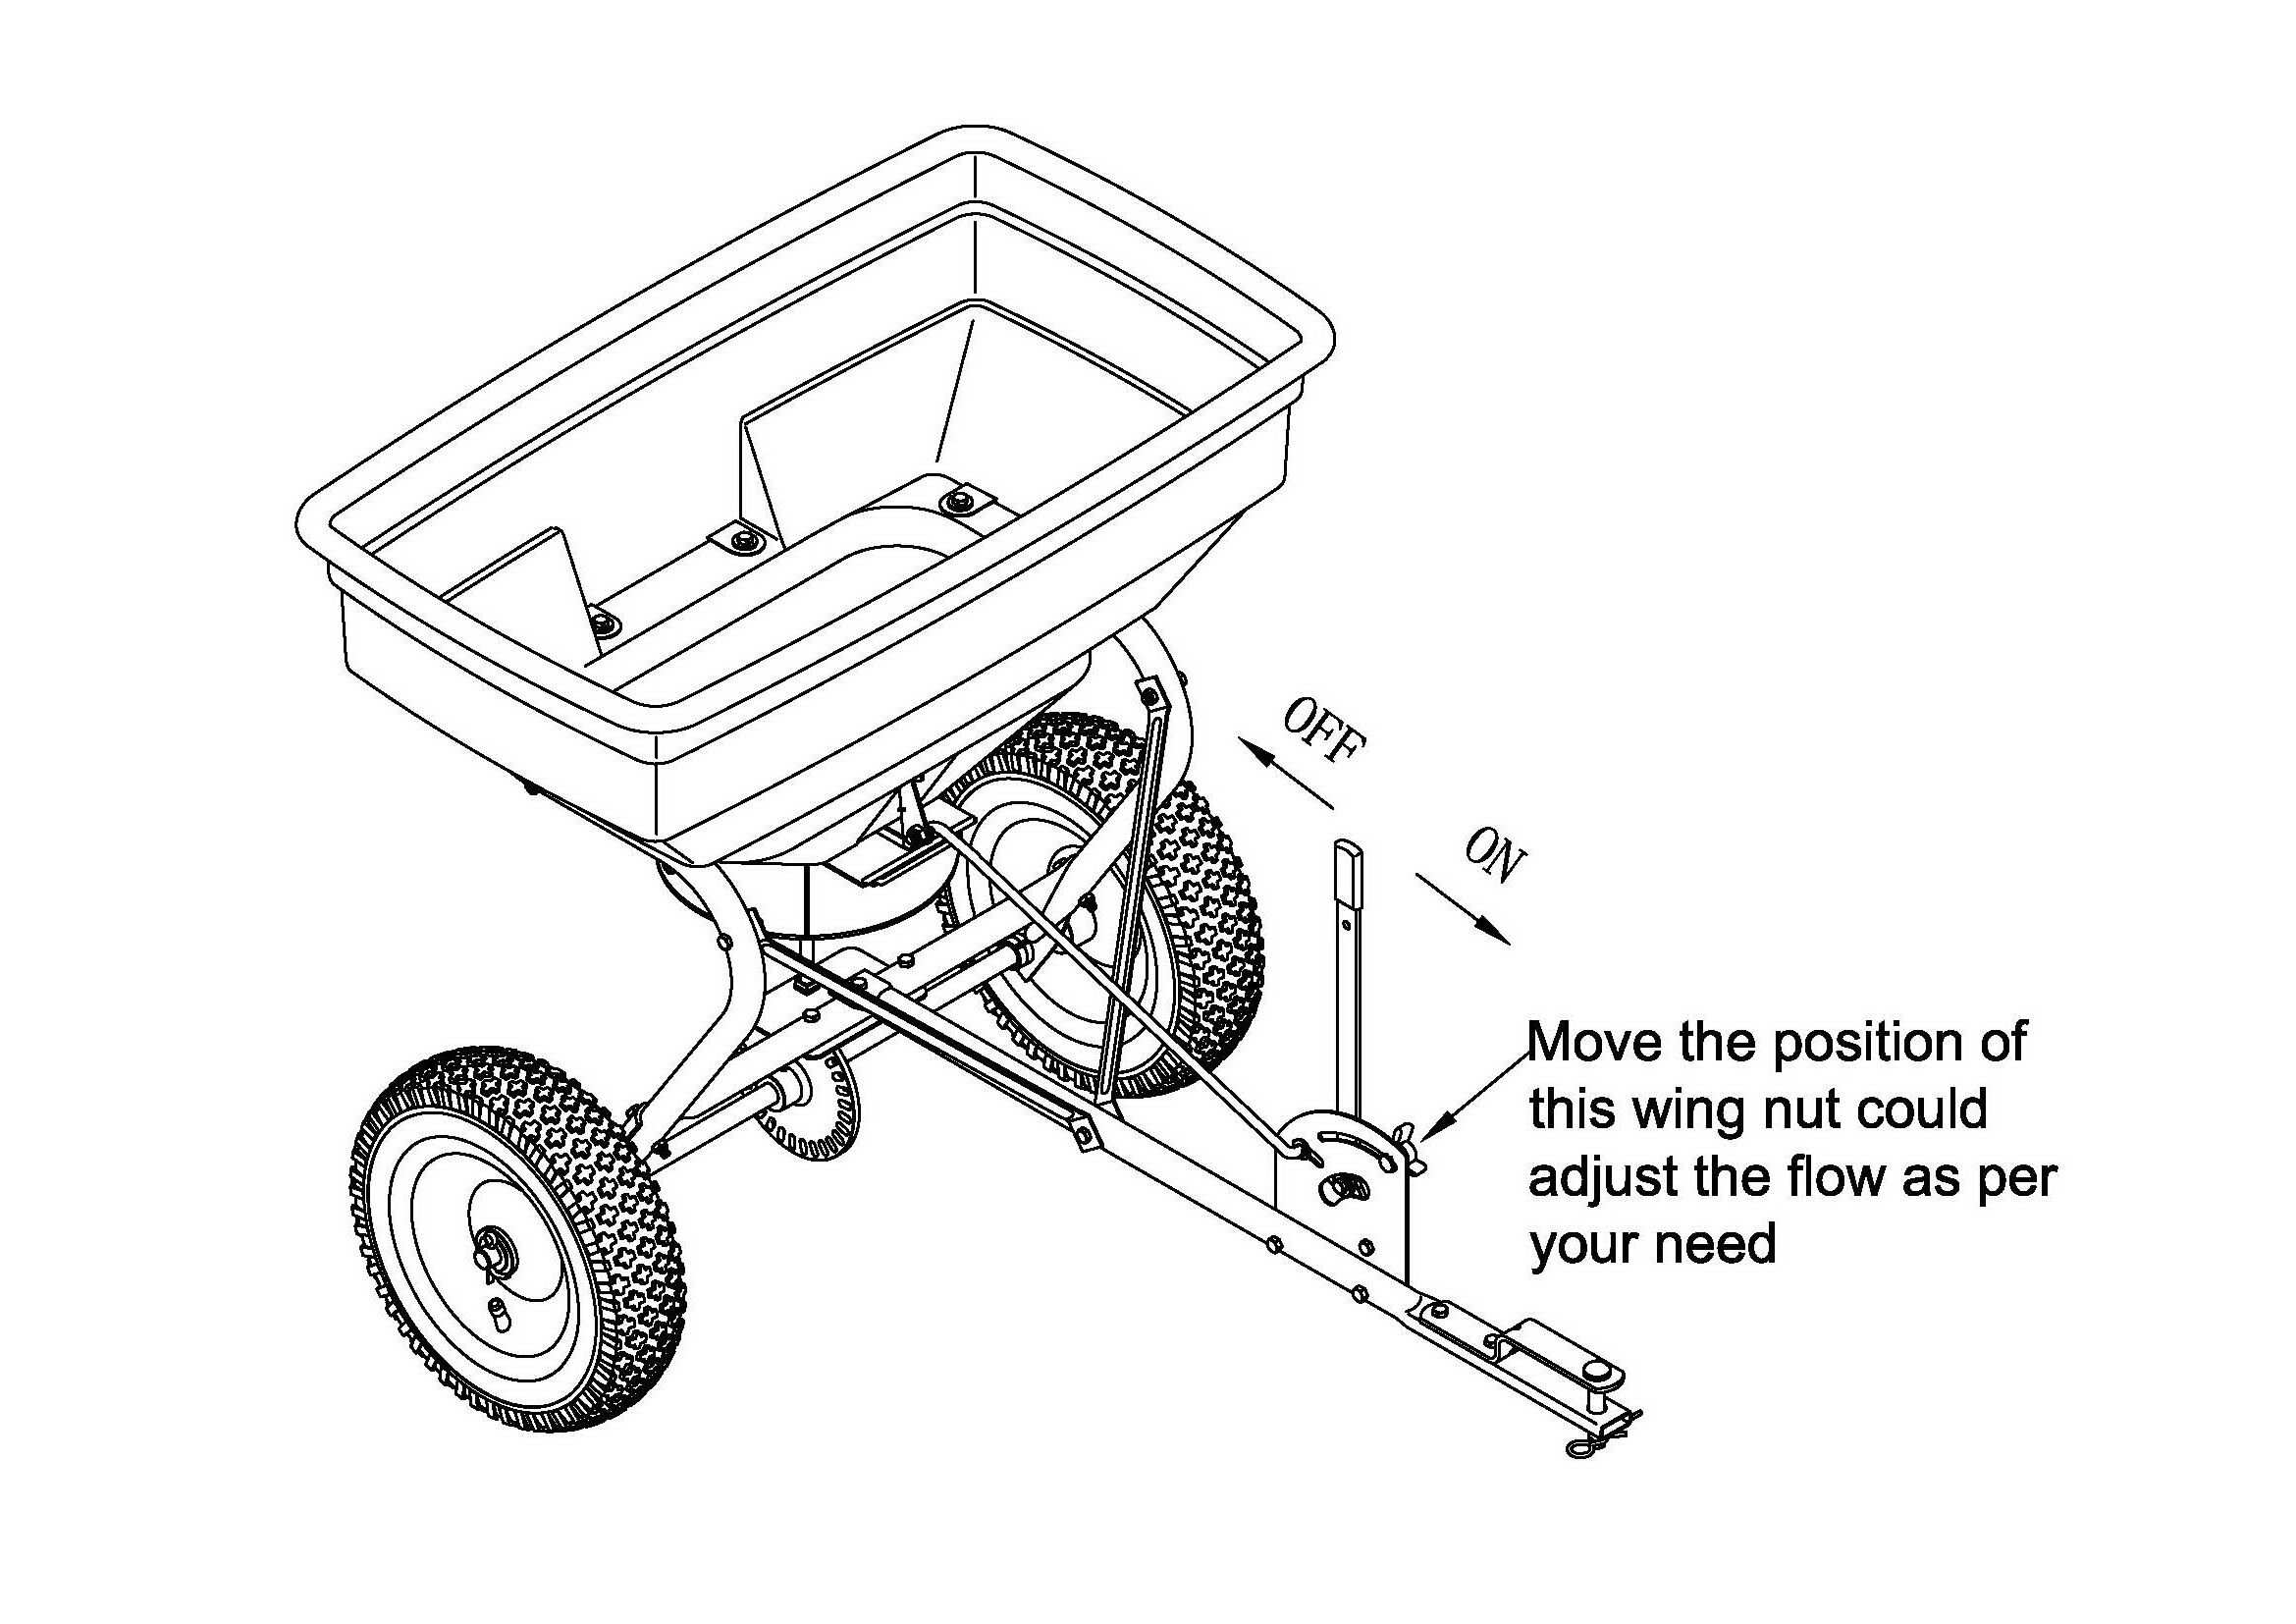 OFF
ON
Move the position of
this wing nut could
adjust the flow as per
your need